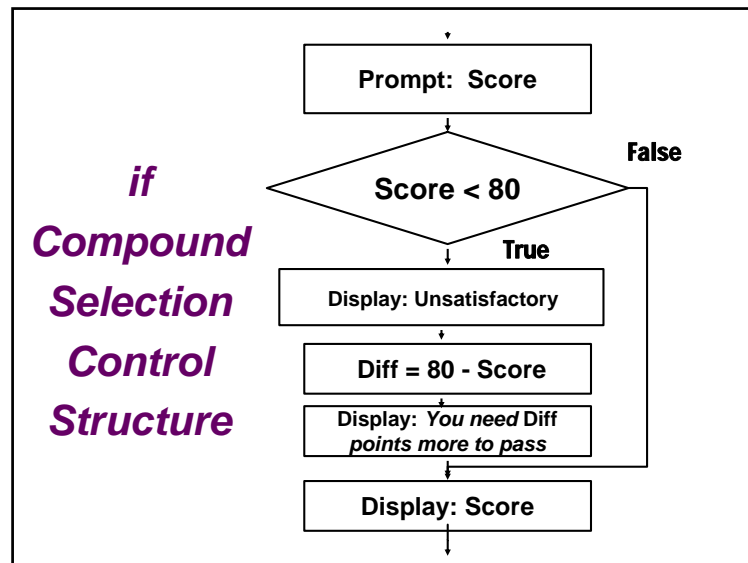 if
Compound
Selection
Control
Structure
Prompt: Score
Score < 80
False
True
Display: Unsatisfactory
Diff = 80 - Score
Display: You need Diff
points more to pass
Display: Score